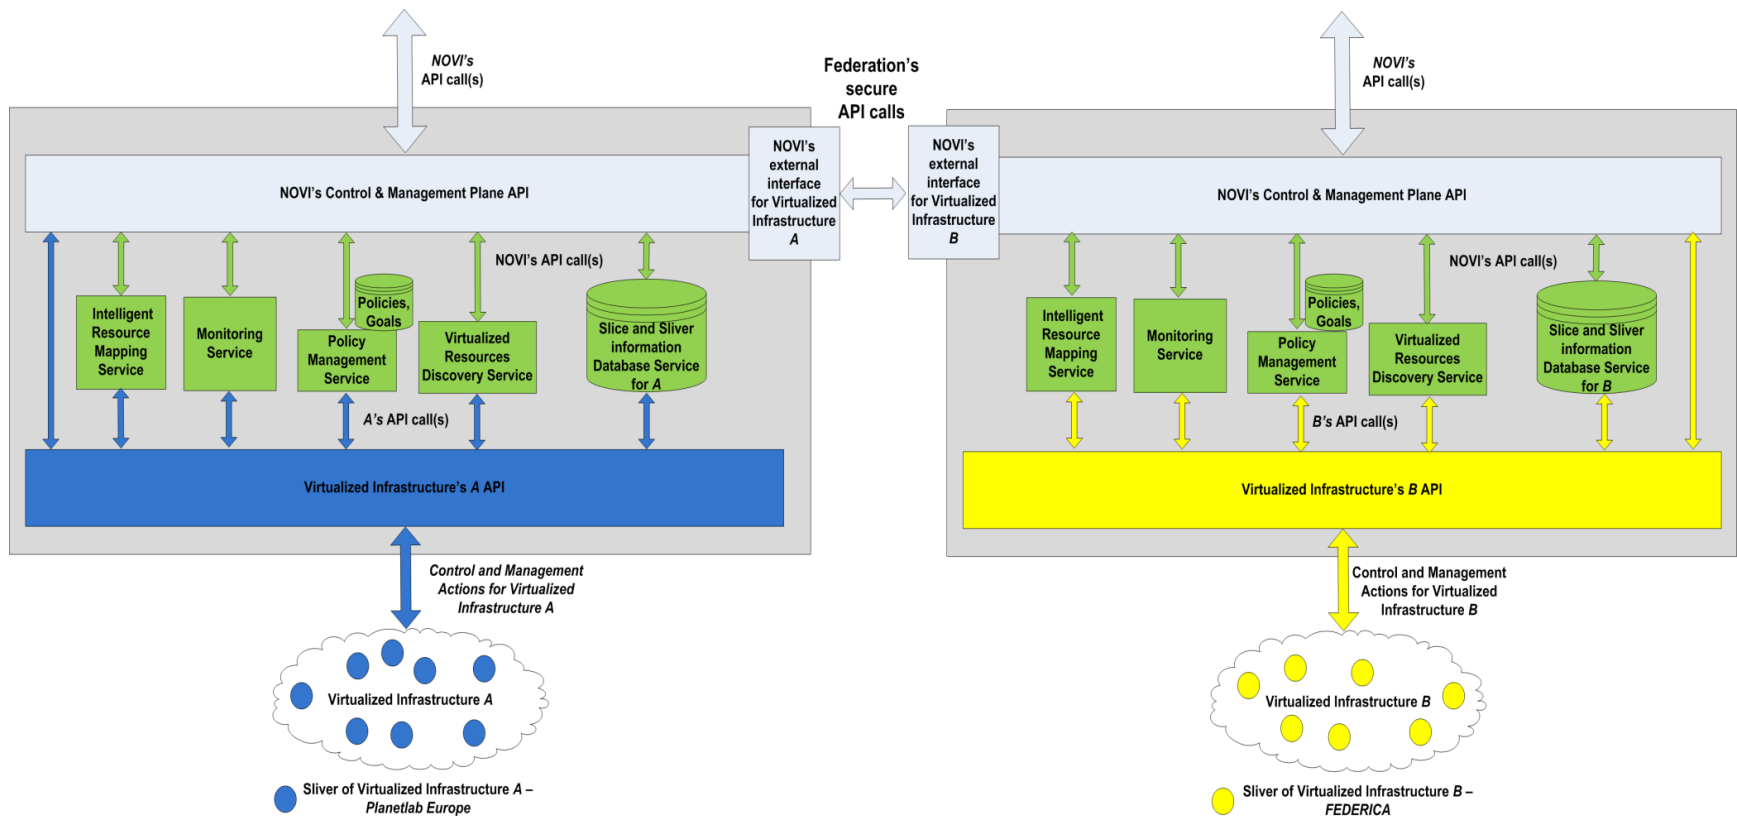 NOVI's
API call(s)
Federation's
secure
API calls
NOVI's
API call(s)
NOVI's Control & Management Plane API
NOVI's
external
interface
for Virtualized
Infrastructure
A
NOVI's
external
interface
for Virtualized
Infrastructure
B
NOVI's Control & Management Plane API
NOVI's API call(s)
Intelligent
Resource
Mapping
Service
Monitoring
Service
Policies,
Goals
Policy
Management
Service
Virtualized
Resources
Discovery Service
Slice and Sliver
information
Database Service
for A
A's API call(s)
Virtualized Infrastructure's A API
NOVI's API call(s)
Intelligent
Resource
Mapping
Service
Monitoring
Service
Policies,
Goals
Policy
Management
Service
Virtualized
Resources
Discovery Service
Slice and Sliver
information
Database Service
for B
B's API call(s)
Virtualized Infrastructure's B API
Control and Management
Actions for Virtualized
Infrastructure A
Virtualized Infrastructure A
Sliver of Virtualized Infrastructure A –
Planetlab Europe
Control and Management
Actions for Virtualized
Infrastructure B
Virtualized Infrastructure B
Sliver of Virtualized Infrastructure B –
FEDERICA